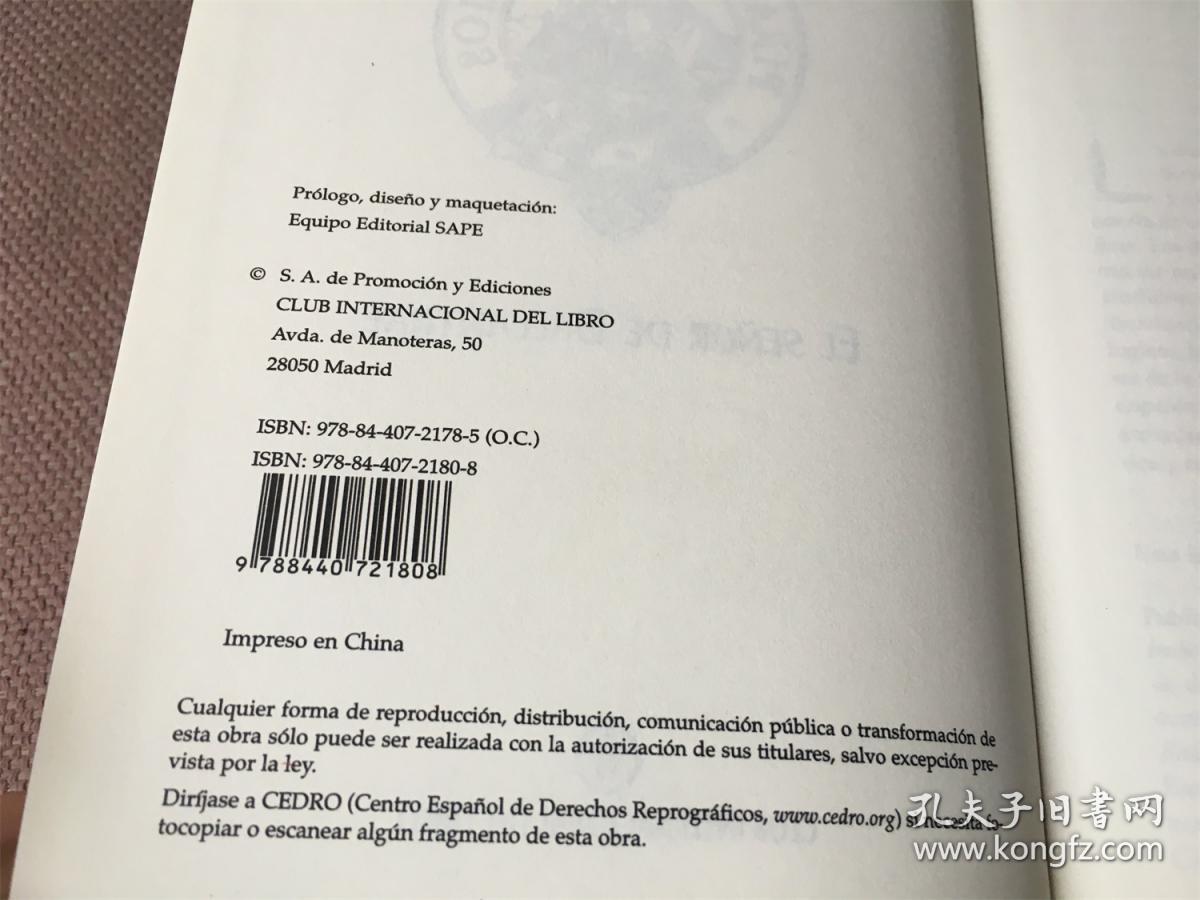 Prólogo, diseño y maquetación:
Equipo Editorial SAPE
© S. A. de Promoción y Ediciones
CLUB INTERNACIONAL DEL LIBRO
Avda. de Manoteras, 50
28050 Madrid
ISBN: 978-84-407-2178-5 (O.C.)
ISBN: 978-84-407-2180-8
9 788440 721808
Impreso en China
Cualquier forma de reproducción, distribución, comunicación pública o transformación de
esta obra sólo puede ser realizada con la autorización de sus titulares, salvo excepción pre-
vista por la ley.
Diríjase a CEDRO (Centro Español de Derechos Reprográficos, www.cedro.org) si necesita fo-
tocopiar o escanear algún fragmento de esta obra.
孔夫子旧书网
www.kongfz.com